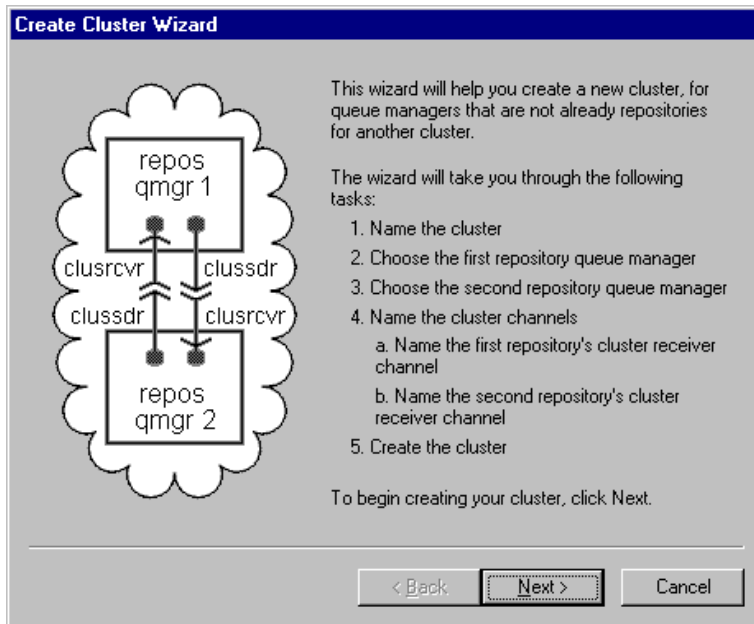 Create Cluster Wizard
repos
qmgr 1
clusrcvr
clussdr
clussdr
clusrcvr
repos
qmgr 2
This wizard will help you create a new cluster, for
queue managers that are not already repositories
for another cluster.
The wizard will take you through the following
tasks:
1. Name the cluster
2. Choose the first repository queue manager
3. Choose the second repository queue manager
4. Name the cluster channels
a. Name the first repository's cluster receiver
channel
b. Name the second repository's cluster
receiver channel
5. Create the cluster
To begin creating your cluster, click Next.
< Back
Next >
Cancel